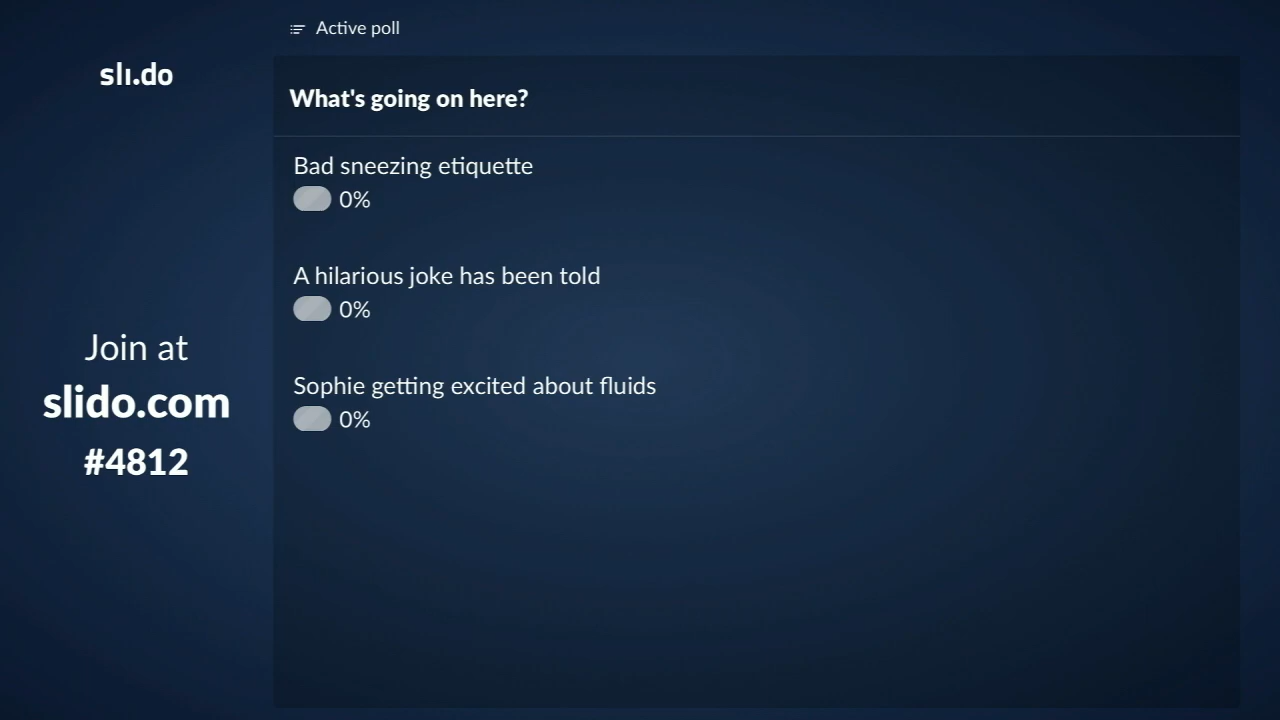 Active poll
slı.do
What's going on here?
Bad sneezing etiquette
0%
A hilarious joke has been told
0%
Sophie getting excited about fluids
0%
Join at
slido.com
#4812